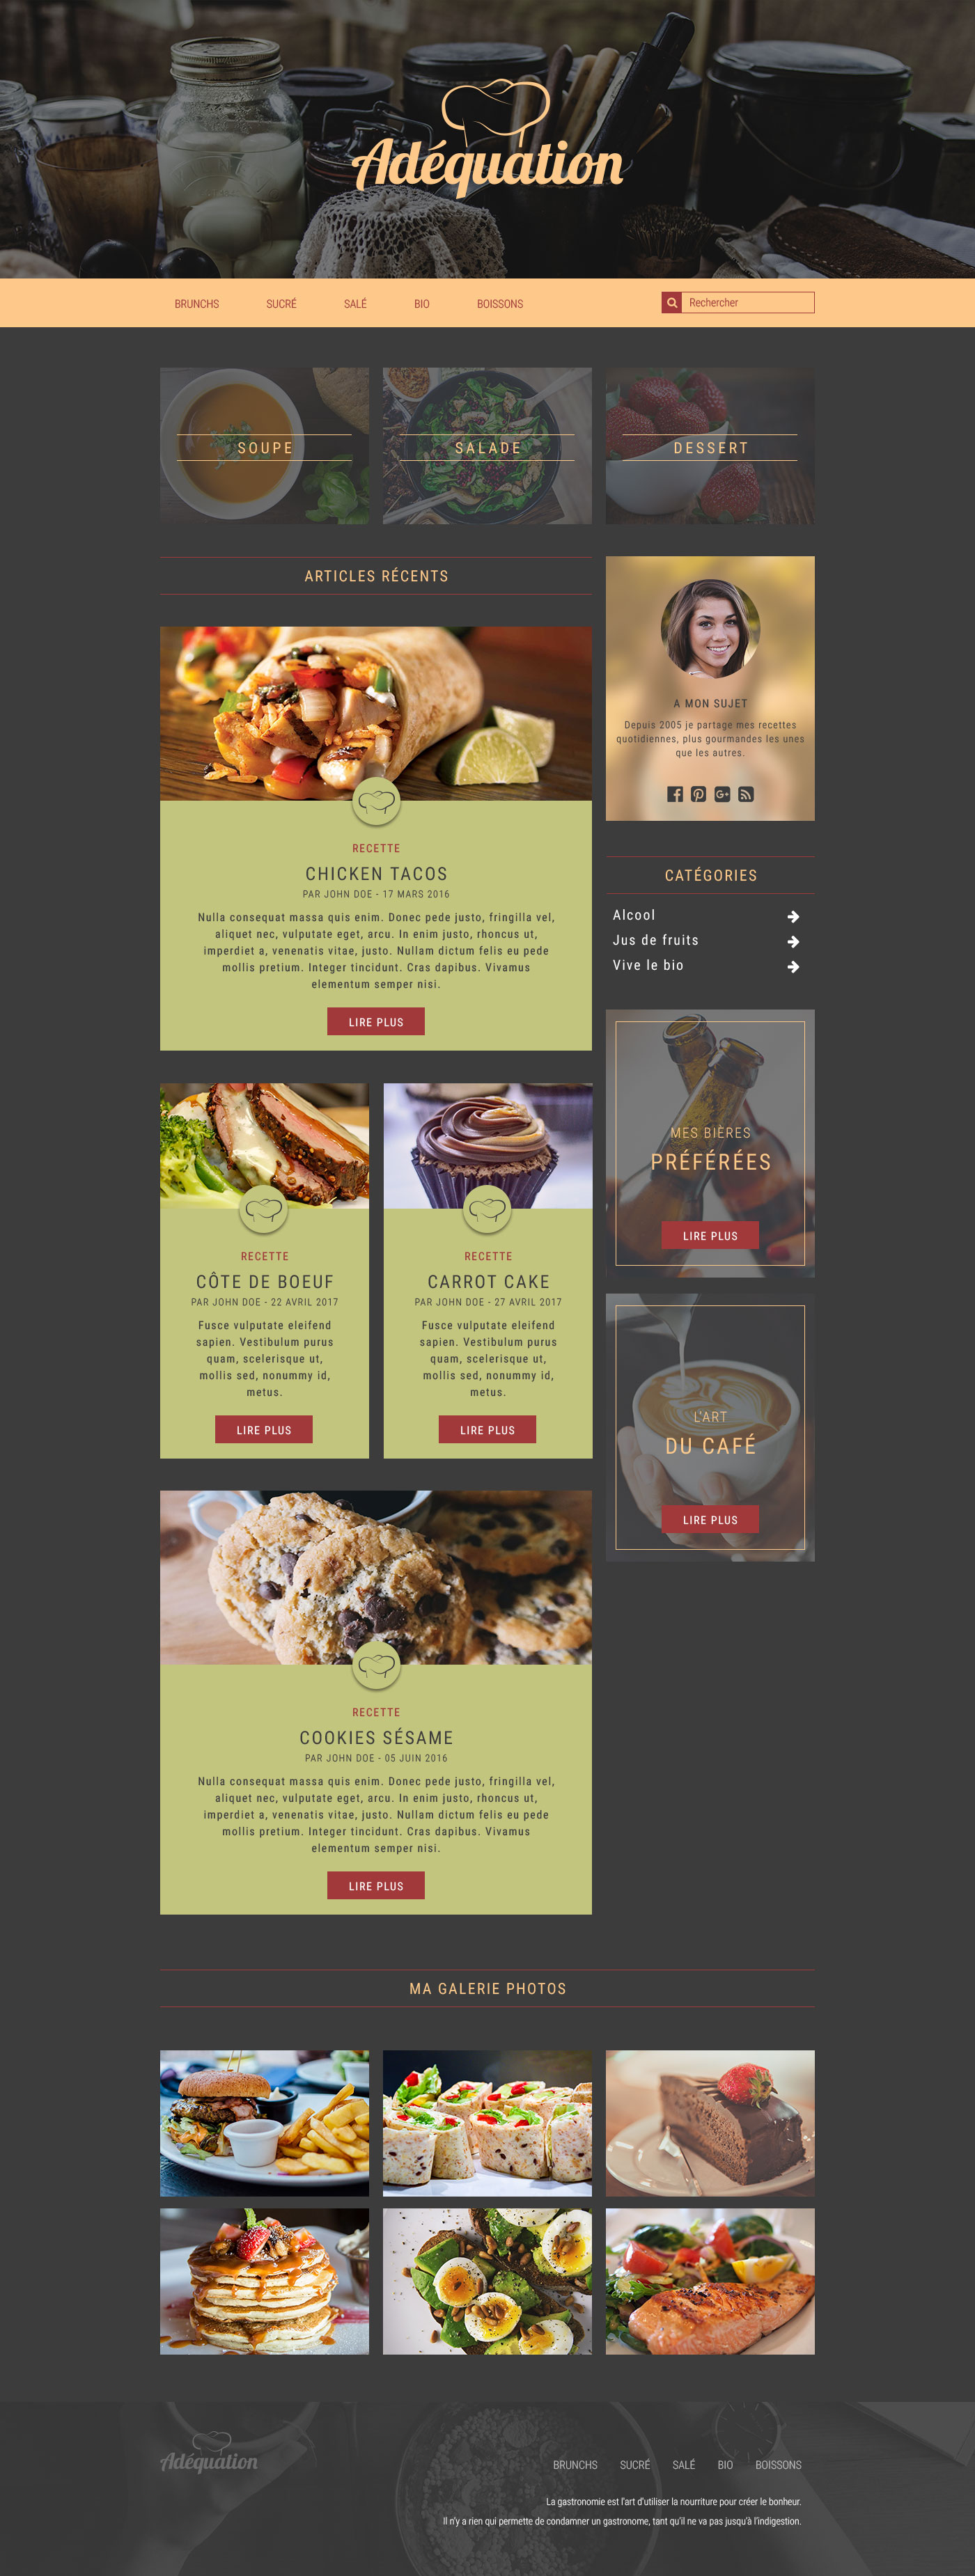 Adéquation
BRUNCHS SUCRÉ SALÉ BIO BOISSONS Rechercher
SOUPE SALADE DESSERT
ARTICLES RÉCENTS
RECETTE
CHICKEN TACOS
PAR JOHN DOE - 17 MARS 2016
Nulla consequat massa quis enim. Donec pede justo, fringilla vel,
aliquet nec, vulputate eget, arcu. In enim justo, rhoncus ut,
imperdiet a, venenatis vitae, justo. Nullam dictum felis eu pede
mollis pretium. Integer tincidunt. Cras dapibus. Vivamus
elementum semper nisi.
LIRE PLUS
RECETTE
CÔTE DE BOEUF
PAR JOHN DOE - 22 AVRIL 2017
Fusce vulputate eleifend
sapien. Vestibulum purus
quam, scelerisque ut,
mollis sed, nonummy id,
metus.
LIRE PLUS
RECETTE
CARROT CAKE
PAR JOHN DOE - 27 AVRIL 2017
Fusce vulputate eleifend
sapien. Vestibulum purus
quam, scelerisque ut,
mollis sed, nonummy id,
metus.
LIRE PLUS
RECETTE
COOKIES SÉSAME
PAR JOHN DOE - 05 JUIN 2016
Nulla consequat massa quis enim. Donec pede justo, fringilla vel,
aliquet nec, vulputate eget, arcu. In enim justo, rhoncus ut,
imperdiet a, venenatis vitae, justo. Nullam dictum felis eu pede
mollis pretium. Integer tincidunt. Cras dapibus. Vivamus
elementum semper nisi.
LIRE PLUS
A MON SUJET
Depuis 2005 je partage mes recettes
quotidiennes, plus gourmandes les unes
que les autres.
CATÉGORIES
Alcool
Jus de fruits
Vive le bio
MES BIÈRES
PRÉFÉRÉES
LIRE PLUS
L'ART
DU CAFÉ
LIRE PLUS
MA GALERIE PHOTOS
Adéquation
BRUNCHS SUCRÉ SALÉ BIO BOISSONS
La gastronomie est l'art d'utiliser la nourriture pour créer le bonheur.
Il n'y a rien qui permette de condamner un gastronome, tant qu'il ne va pas jusqu'à l'indigestion.